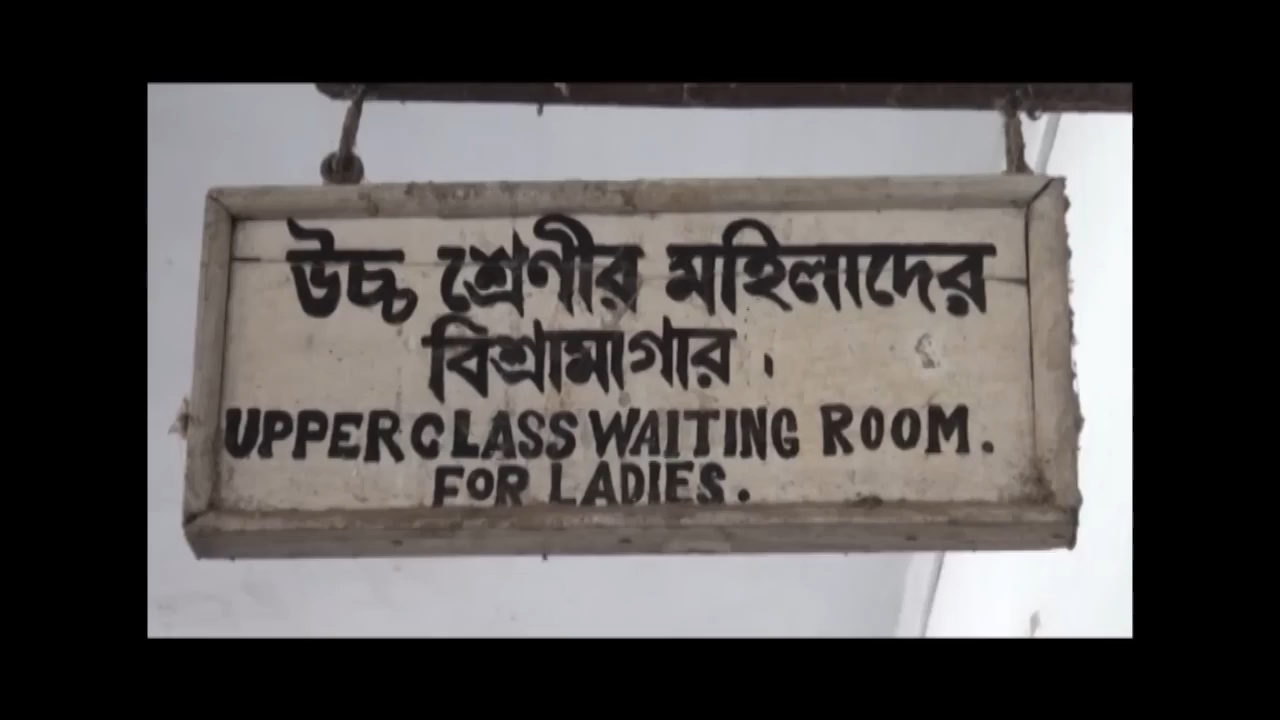 উচ্চ শ্রেণীর মহিলাদের
বিশ্রামাগার .
UPPER CLASS WAITING ROOM.
FOR LADIES.